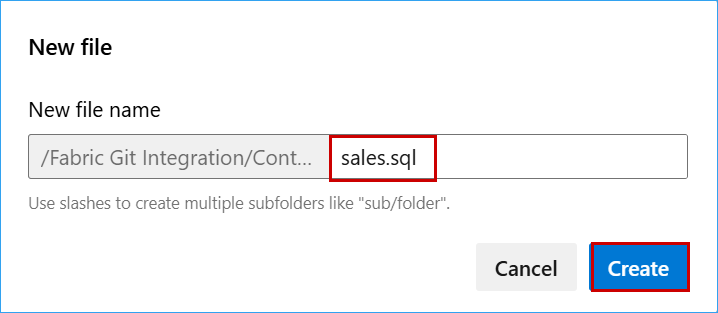 New file
New file name
/Fabric Git Integration/Cont... sales.sql
Use slashes to create multiple subfolders like "sub/folder".
Cancel Create